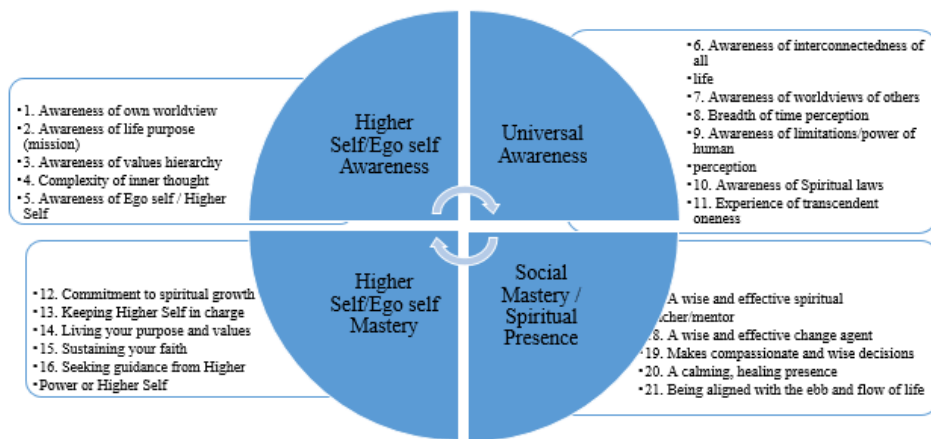 •1. Awareness of own worldview
•2. Awareness of life purpose
(mission)
•3. Awareness of values hierarchy
•4. Complexity of inner thought
•5. Awareness of Ego self / Higher
Self
Higher
Self/Ego self
Awareness
Universal
Awareness
•6. Awareness of interconnectedness of
all
•life
•7. Awareness of worldviews of others
•8. Breadth of time perception
•9. Awareness of limitations/power of
human
•perception
•10. Awareness of Spiritual laws
•11. Experience of transcendent
oneness
•12. Commitment to spiritual growth
•13. Keeping Higher Self in charge
•14. Living your purpose and values
•15. Sustaining your faith
•16. Seeking guidance from Higher
•Power or Higher Self
Higher
Self/Ego self
Mastery
Social
Mastery /
Spiritual
Presence
A wise and effective spiritual
cher/mentor
8. A wise and effective change agent
•19. Makes compassionate and wise decisions
•20. A calming, healing presence
•21. Being aligned with the ebb and flow of life